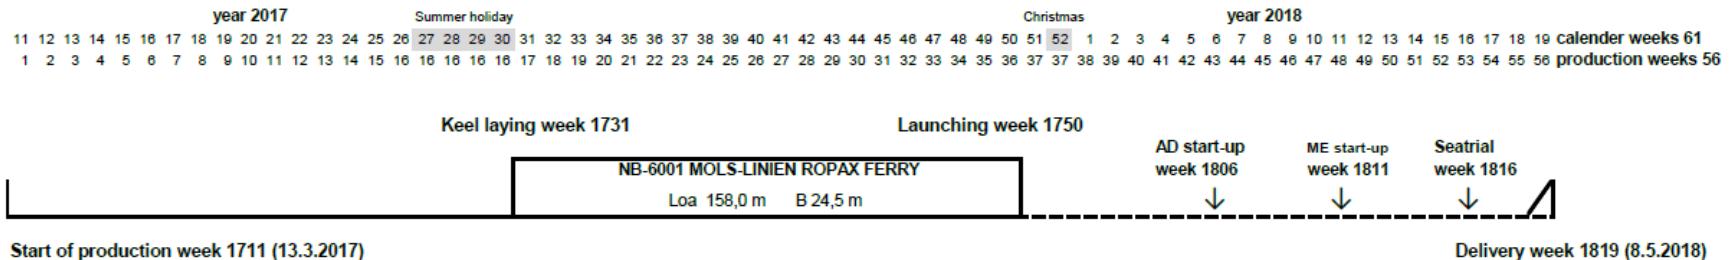 year 2017 Summer holiday Christmas year 2018
11 12 13 14 15 16 17 18 19 20 21 22 23 24 25 26 27 28 29 30 31 32 33 34 35 36 37 38 39 40 41 42 43 44 45 46 47 48 49 50 51 52 1 2 3 4 5 6 7 8 9 10 11 12 13 14 15 16 17 18 19 calender weeks 61
1 2 3 4 5 6 7 8 9 10 11 12 13 14 15 16 16 16 16 16 17 18 19 20 21 22 23 24 25 26 27 28 29 30 31 32 33 34 35 36 37 37 38 39 40 41 42 43 44 45 46 47 48 49 50 51 52 53 54 55 56 production weeks 56
Keel laying week 1731 Launching week 1750
AD start-up ME start-up Seatrial
week 1806 week 1811 week 1816
NB-6001 MOLS-LINIEN ROPAX FERRY
Loa 158,0 m B 24,5 m
Start of production week 1711 (13.3.2017) Delivery week 1819 (8.5.2018)